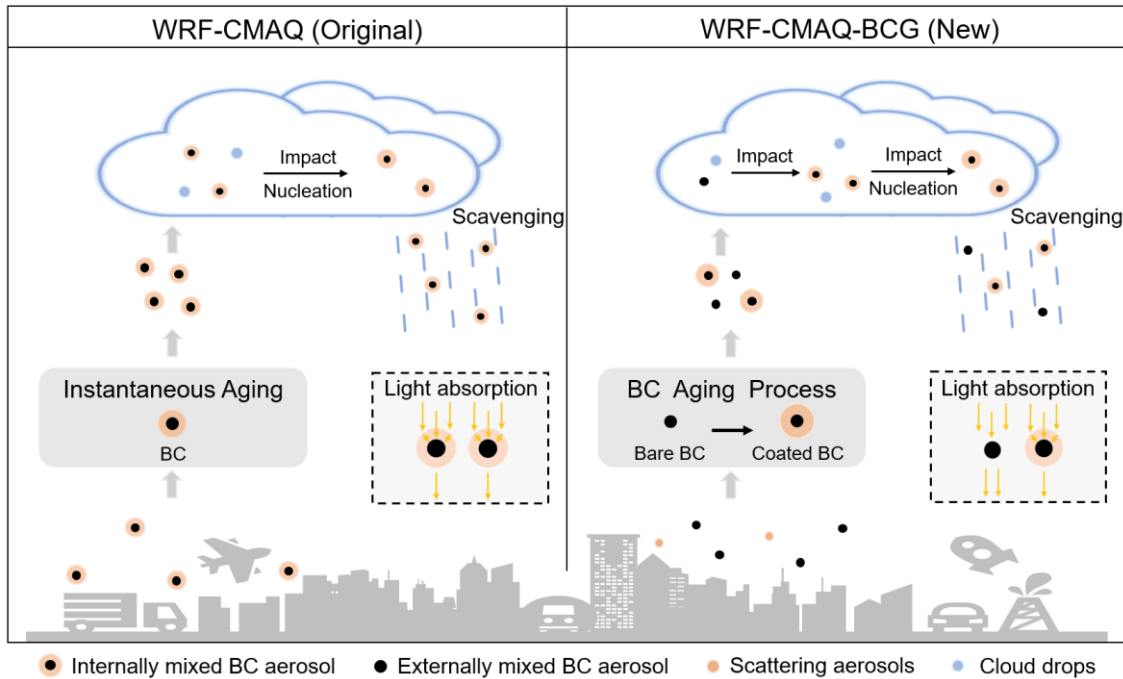 WRF-CMAQ (Original)
Impact
Nucleation
Scavenging
Instantaneous Aging
BC
Light absorption
WRF-CMAQ-BCG (New)
Impact
Impact
Nucleation
Scavenging
BC Aging Process
Bare BC
Coated BC
Light absorption
Internally mixed BC aerosol
Externally mixed BC aerosol
Scattering aerosols
Cloud drops